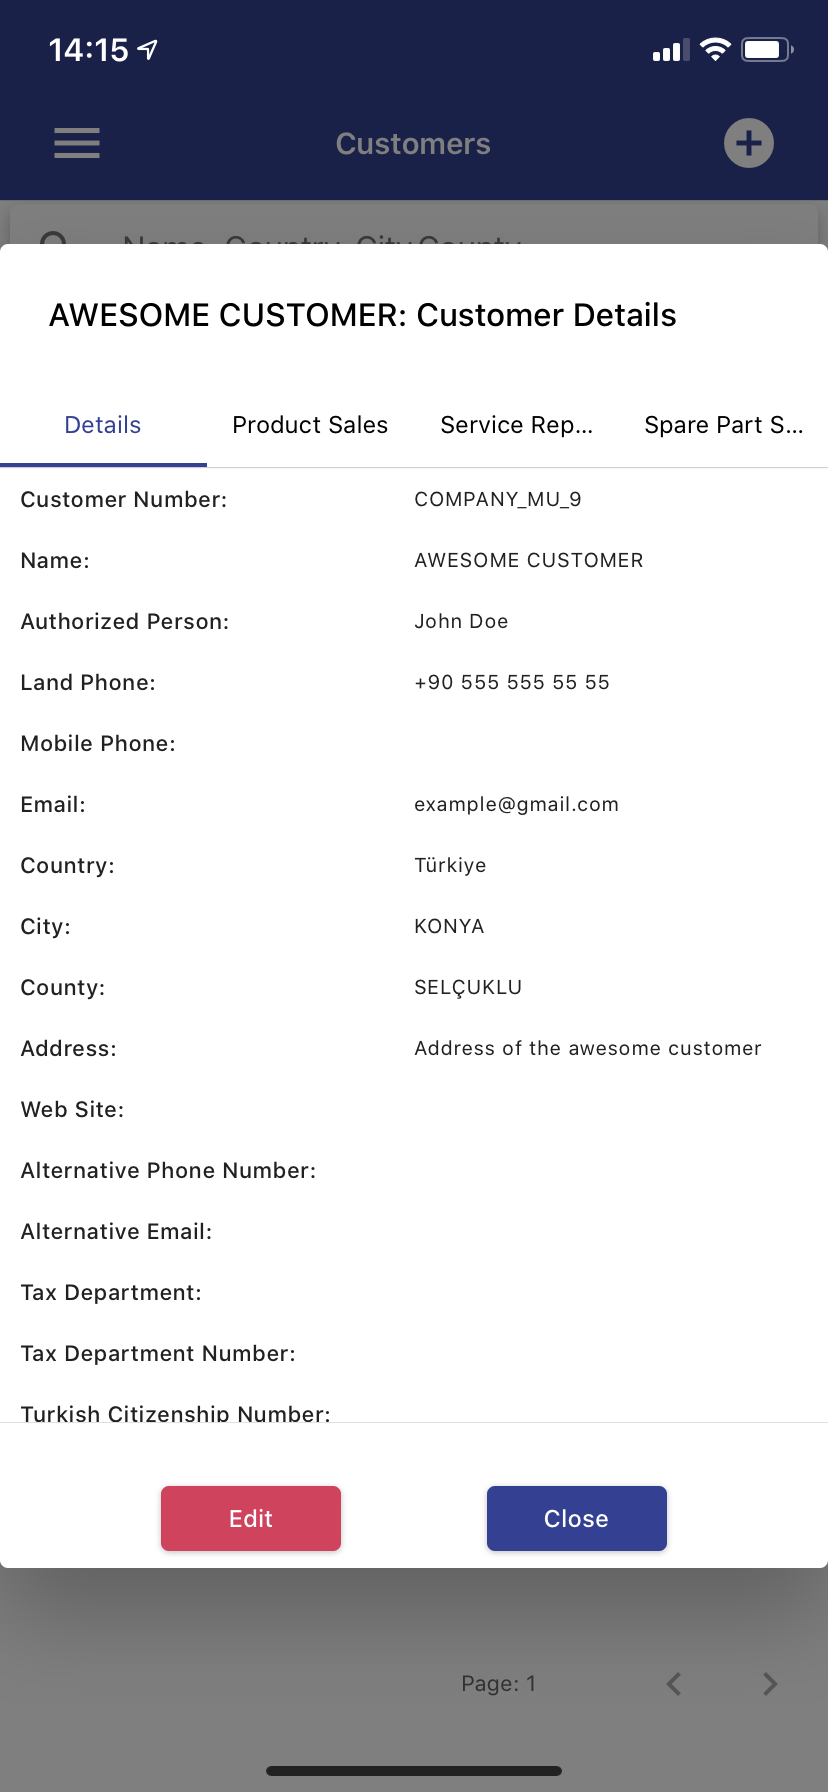 14:15
Customers
Name, Country, City,County
AWESOME CUSTOMER: Customer Details
Details Product Sales Service Rep... Spare Part S...
Customer Number: COMPANY_MU_9
Name: AWESOME CUSTOMER
Authorized Person: John Doe
Land Phone: +90 555 555 55 55
Mobile Phone:
Email: example@gmail.com
Country: Türkiye
City: KONYA
County: SELÇUKLU
Address: Address of the awesome customer
Web Site:
Alternative Phone Number:
Alternative Email:
Tax Department:
Tax Department Number:
Turkish Citizenship Number:
Edit Close
Page: 1